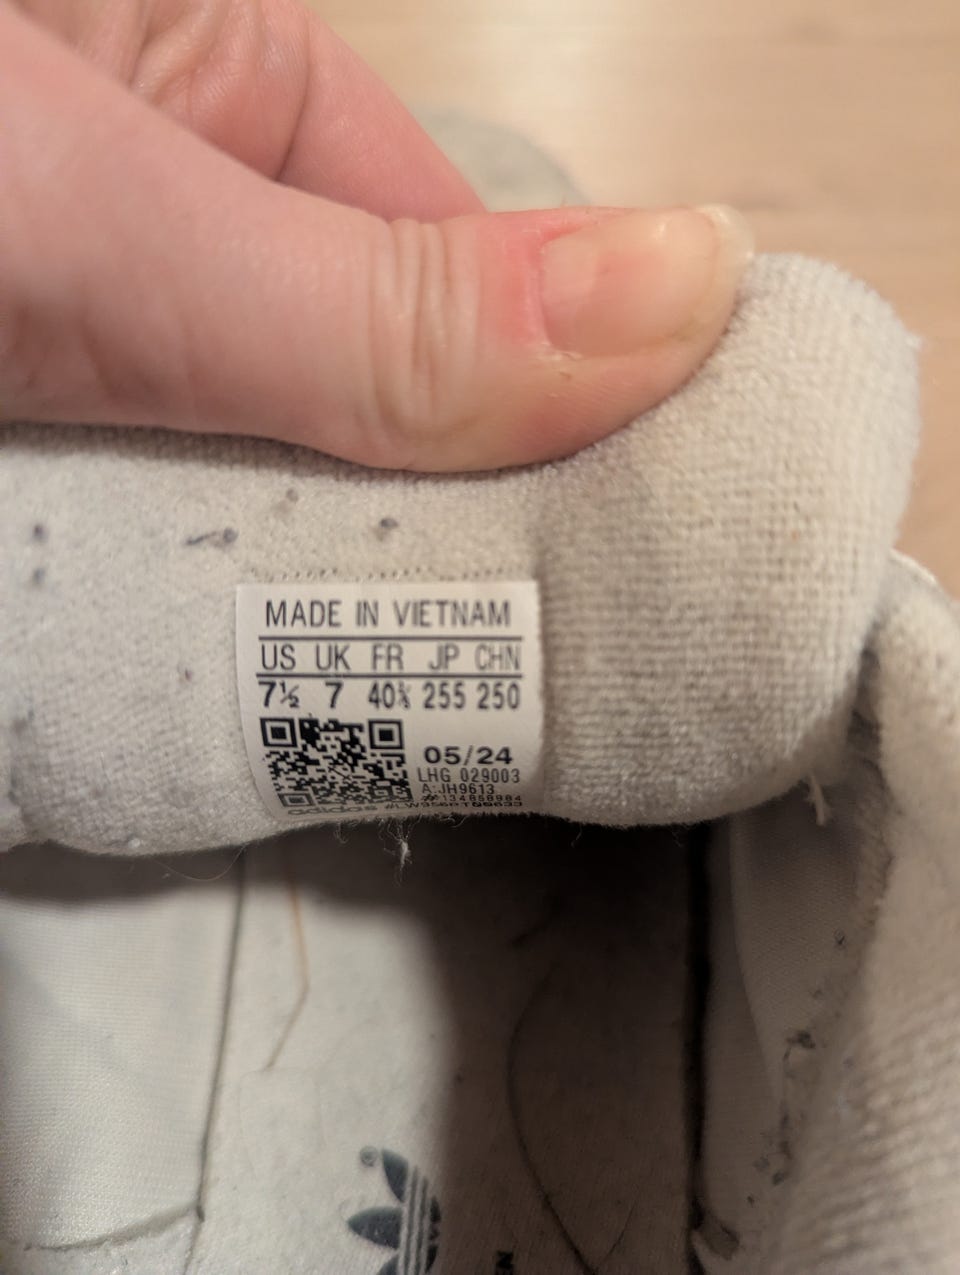 MADE IN VIETNAM
US UK FR JP CHN
7½ 7 40⅔ 255 250
05/24
LHG 029003
A:JH9613
adidas